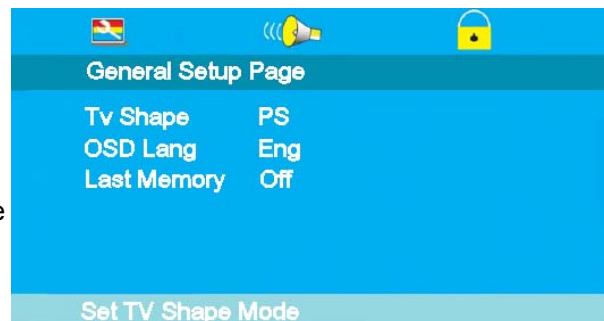 General Setup Page
Tv Shape PS
OSD Lang Eng
Last Memory Off
e
Set TV Shape Mode